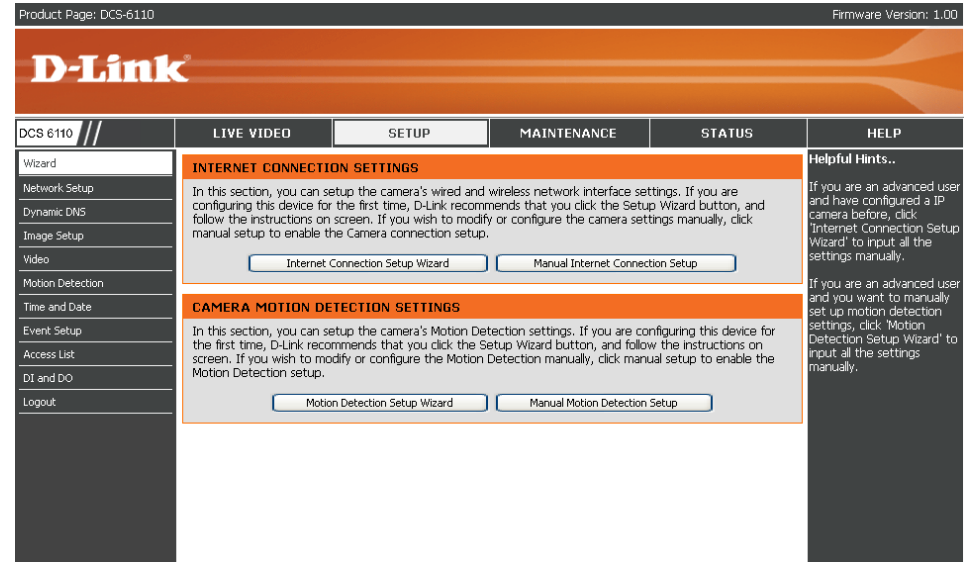 Product Page: DCS-6110
Firmware Version: 1.00
D-Link®
DCS 6110
LIVE VIDEO
SETUP
MAINTENANCE
STATUS
HELP
Wizard
Network Setup
Dynamic DNS
Image Setup
Video
Motion Detection
Time and Date
Event Setup
Access List
DI and DO
Logout
INTERNET CONNECTION SETTINGS
In this section, you can setup the camera's wired and wireless network interface settings. If you are
configuring this device for the first time, D-Link recommends that you click the Setup Wizard button, and
follow the instructions on screen. If you wish to modify or configure the camera settings manually, click
manual setup to enable the Camera connection setup.
Internet Connection Setup Wizard
Manual Internet Connection Setup
CAMERA MOTION DETECTION SETTINGS
In this section, you can setup the camera's Motion Detection settings. If you are configuring this device for
the first time, D-Link recommends that you click the Setup Wizard button, and follow the instructions on
screen. If you wish to modify or configure the Motion Detection manually, click manual setup to enable the
Motion Detection setup.
Motion Detection Setup Wizard
Manual Motion Detection Setup
Helpful Hints..
If you are an advanced user
and have configured a IP
camera before, click
'Internet Connection Setup
Wizard' to input all the
settings manually.
If you are an advanced user
and you want to manually
set up motion detection
settings, click 'Motion
Detection Setup Wizard' to
input all the settings
manually.